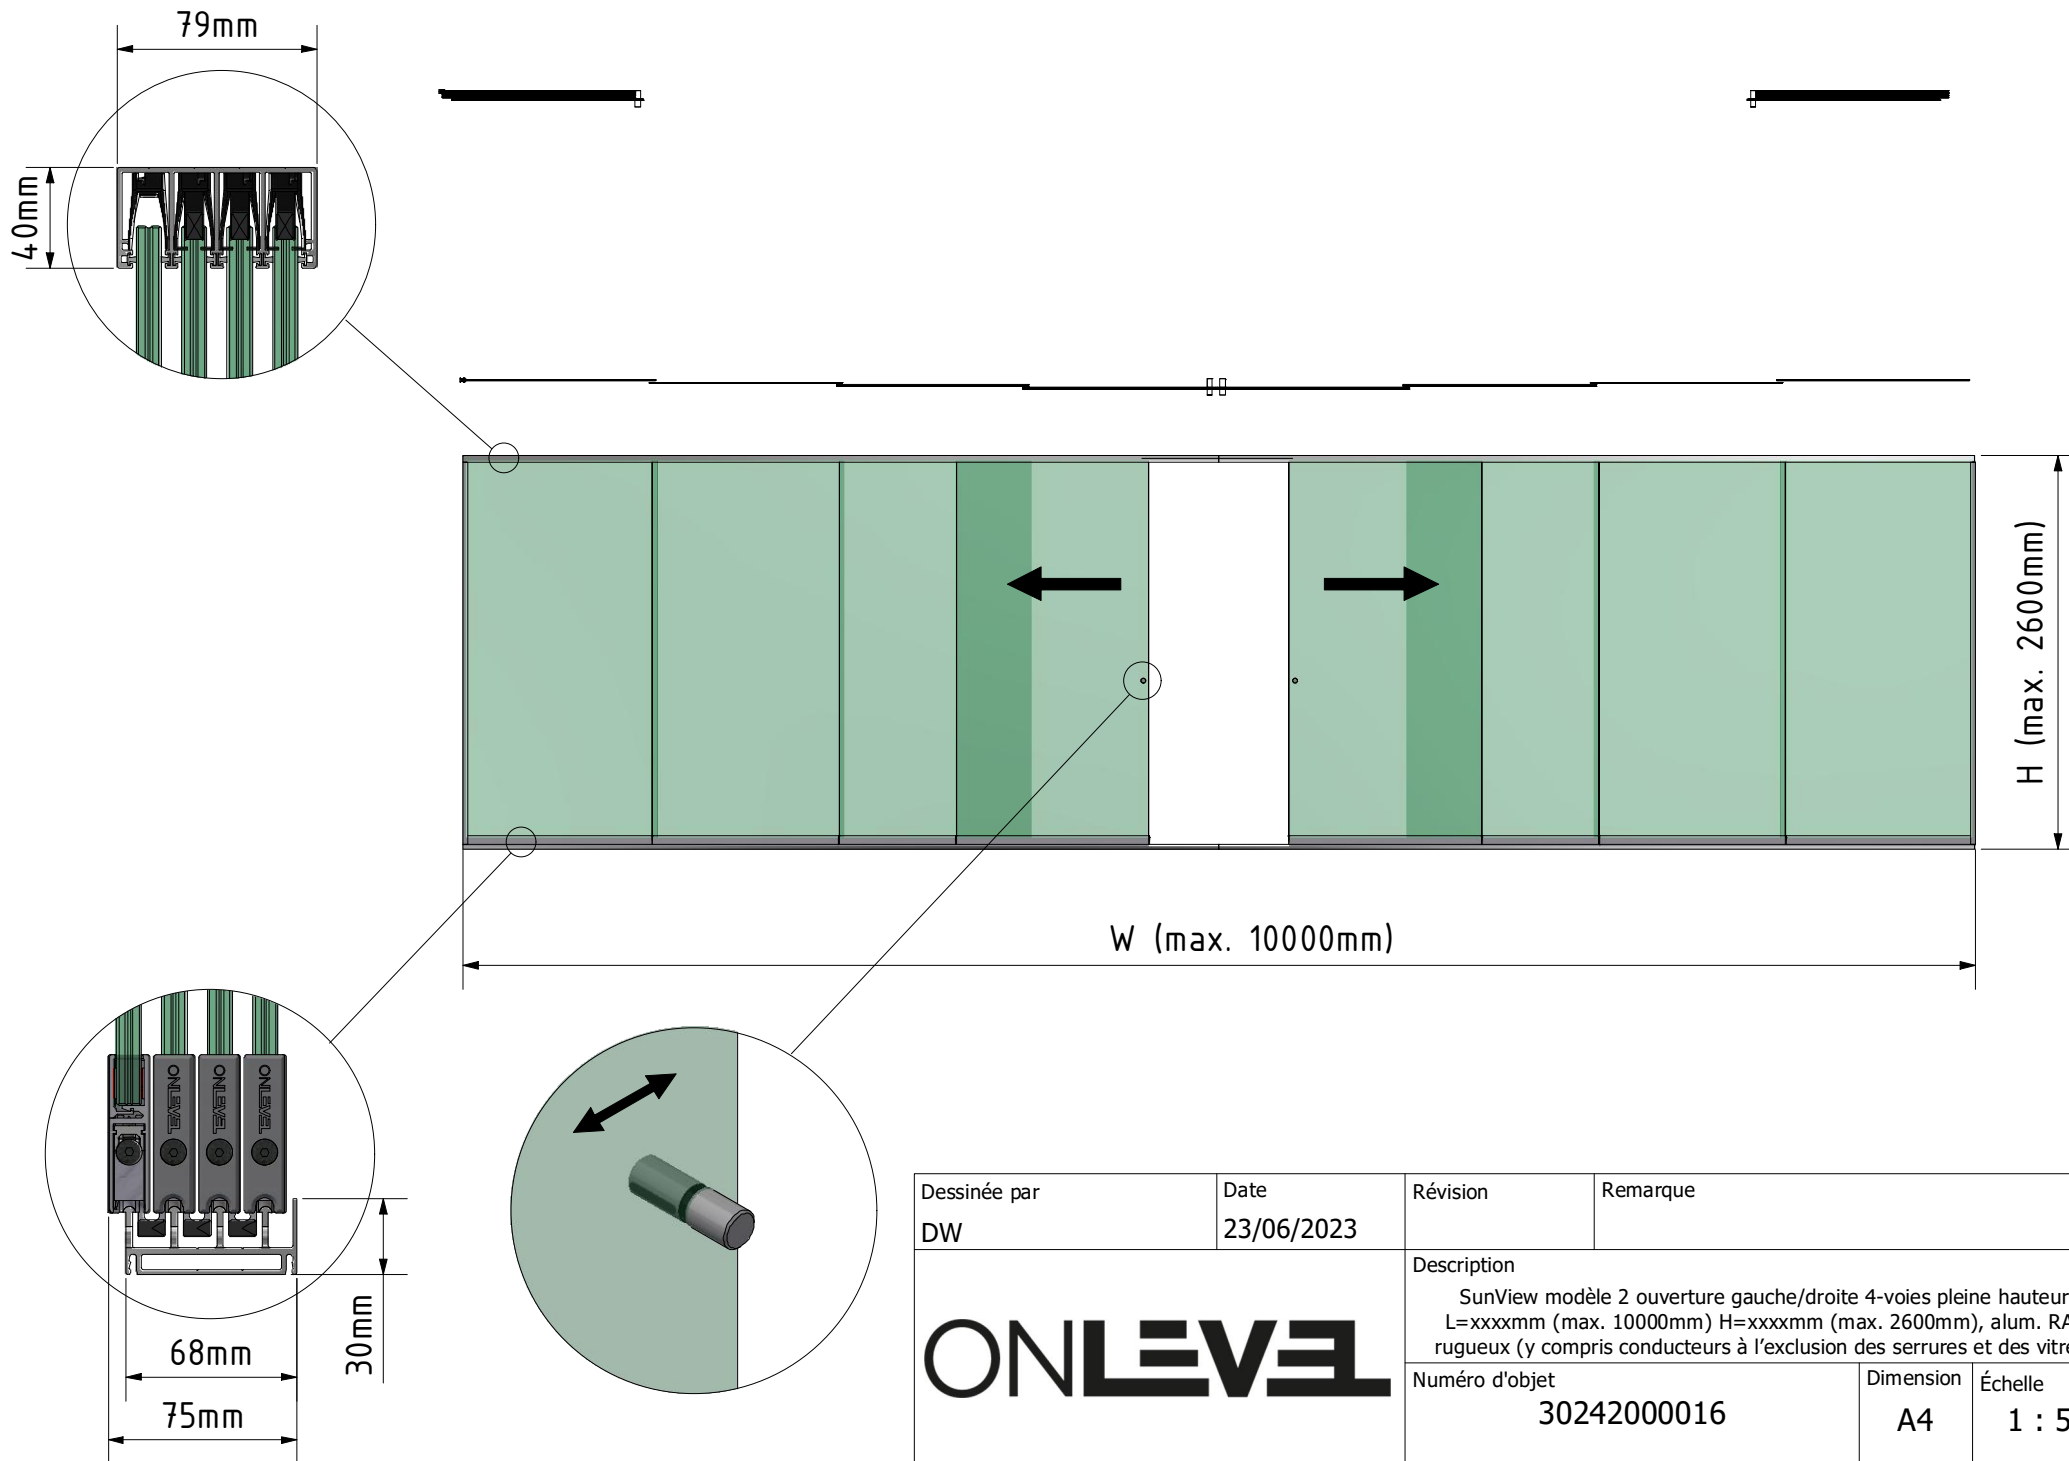 79mm
40mm
H (max. 2600mm)
W (max. 10000mm)
ONLEVEL
ONLEVEL
ONLEVEL
30mm
68mm
75mm
Dessinée par
DW
Date
23/06/2023
Révision
Remarque
ONLEVEL
Description
SunView modèle 2 ouverture gauche/droite 4-voies pleine hauteur
L=xxxxmm (max. 10000mm) H=xxxxmm (max. 2600mm), alum. RA
rugueux (y compris conducteurs à l'exclusion des serrures et des vitre
Numéro d'objet
30242000016
Dimension
A4
Échelle
1 : 5